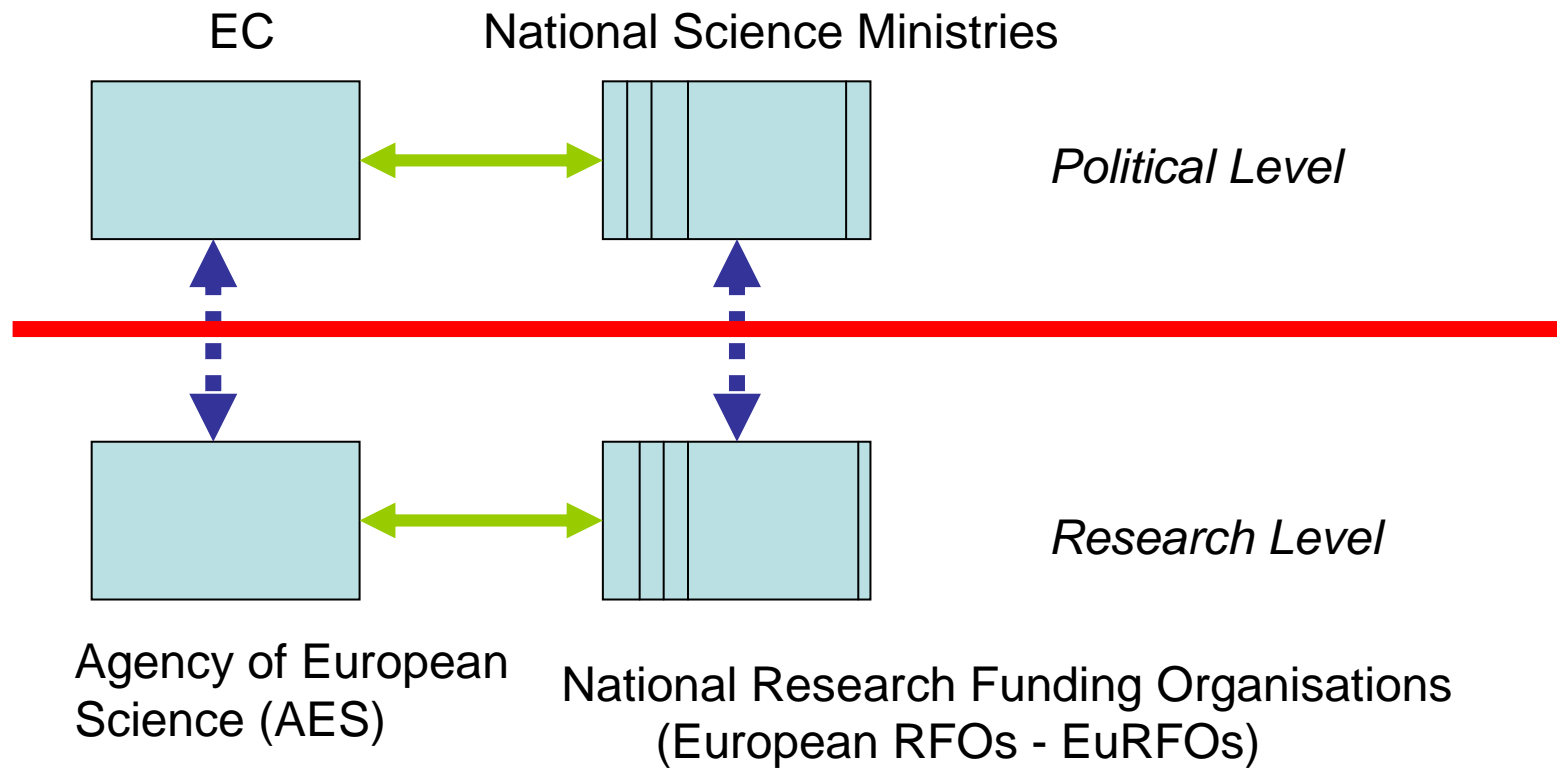 EC
National Science Ministries
Political Level
Research Level
Agency of European
Science (AES)
National Research Funding Organisations
(European RFOs - EuRFOs)